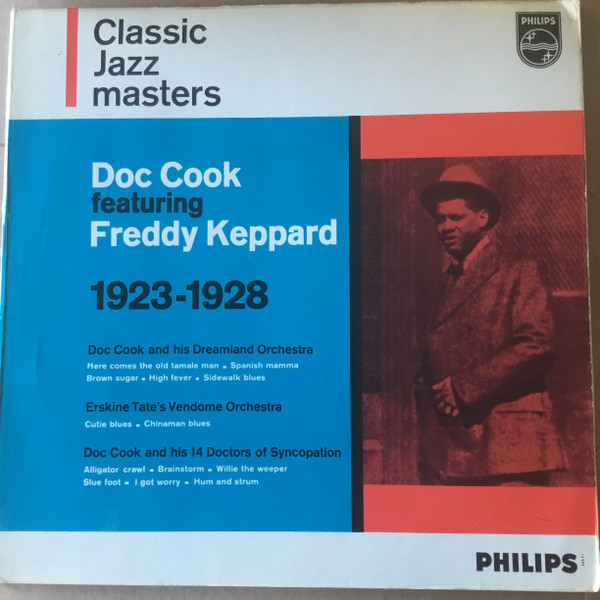 Classic
Jazz
masters
PHILIPS
Doc Cook
featuring
Freddy Keppard
1923-1928
Doc Cook and his Dreamland Orchestra
Here comes the old tamale man - Spanish mamma
Brown sugar - High fever - Sidewalk blues
Erskine Tate's Vendome Orchestra
Cutie blues - Chinaman blues
Doc Cook and his 14 Doctors of Syncopation
Alligator crawl - Brainstorm - Willie the weeper
Slue foot - I got worry - Hum and strum
PHILIPS